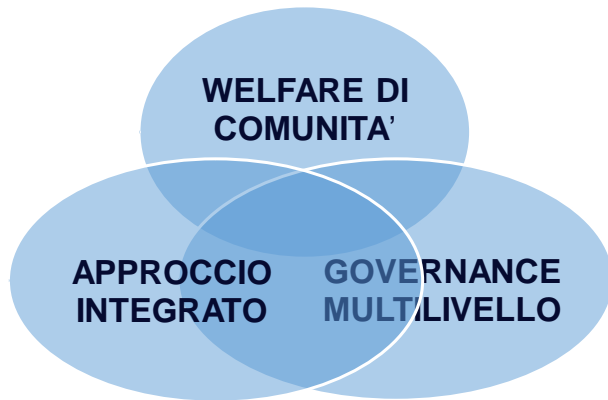 WELFARE DI
COMUNITA’
APPROCCIO
INTEGRATO
GOVERNANCE
MULTILIVELLO